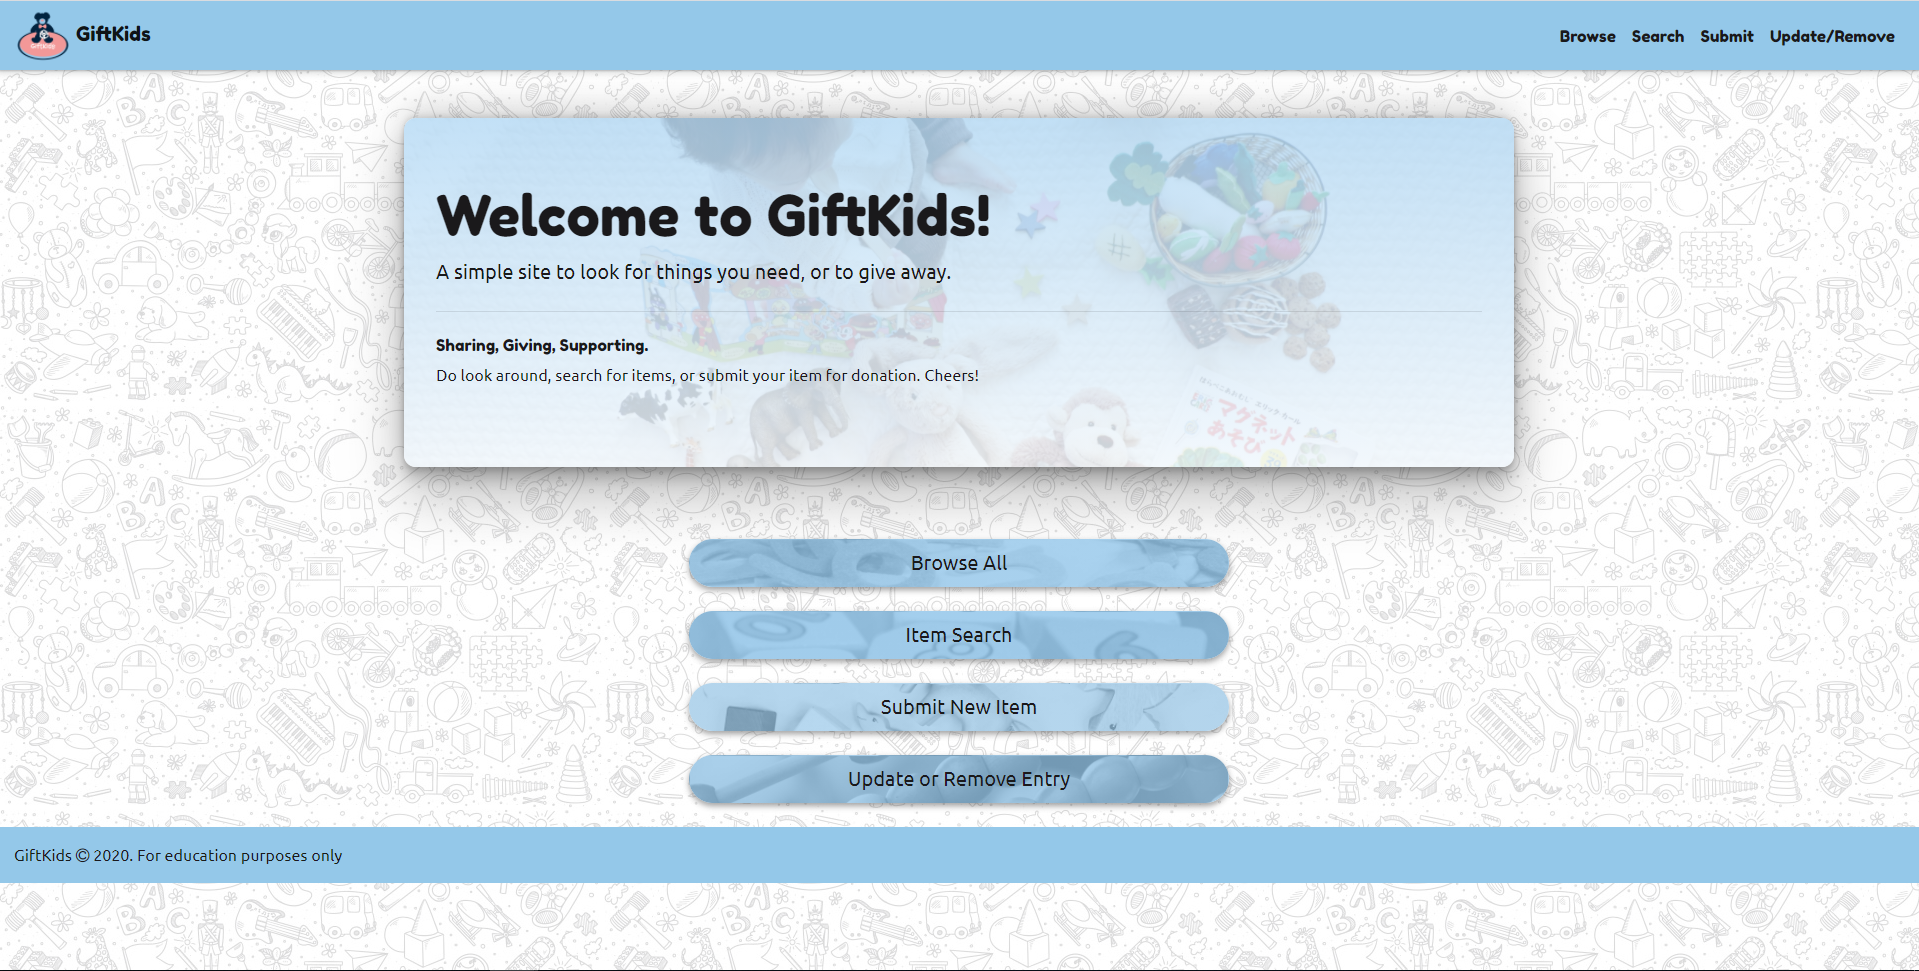 GiftKids
GiftKids
Browse Search Submit Update/Remove
Welcome to GiftKids!
A simple site to look for things you need, or to give away.
Sharing, Giving, Supporting.
Do look around, search for items, or submit your item for donation. Cheers!
マグネット
あそび
Browse All
Item Search
Submit New Item
Update or Remove Entry
GiftKids © 2020. For education purposes only